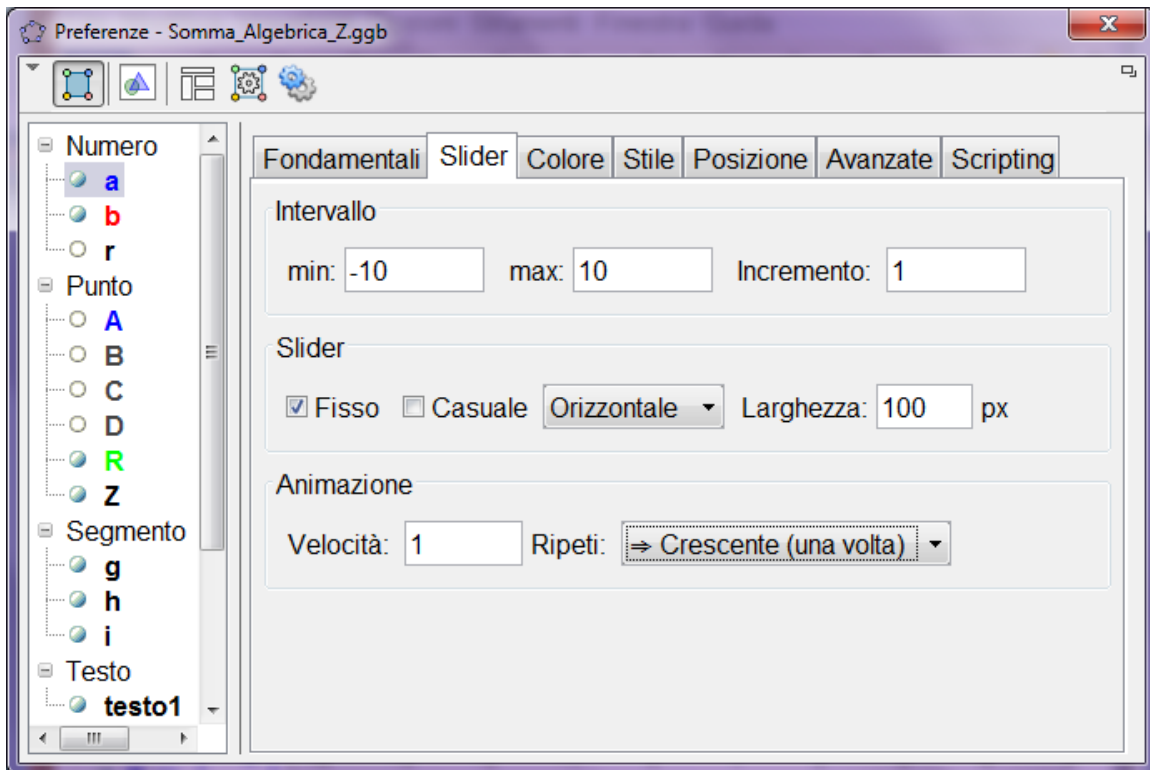 Preferenze - Somma_Algebrica_Z.ggb
Numero
a
b
r
Punto
A
B
C
D
R
Z
Segmento
g
h
i
Testo
testo1
Fondamentali Slider Colore Stile Posizione Avanzate Scripting
Intervallo
min: -10 max: 10 Incremento: 1
Slider
Fisso Casuale Orizzontale Larghezza: 100 px
Animazione
Velocità: 1 Ripeti: ⇒ Crescente (una volta)